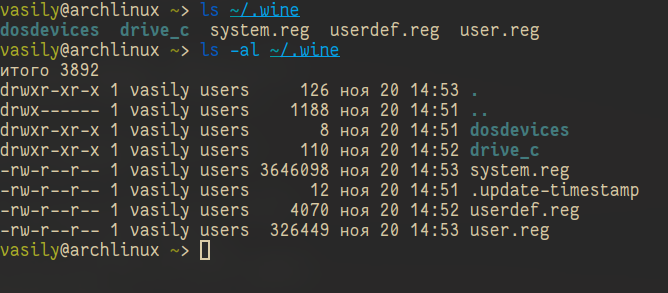 vasily@archlinux ~> ls ~/.wine
dosdevices  drive_c  system.reg  userdef.reg  user.reg
vasily@archlinux ~> ls -al ~/.wine
итого 3892
drwxr-xr-x 1 vasily users     126 ноя 20 14:53 .
drwx------ 1 vasily users    1188 ноя 20 14:51 ..
drwxr-xr-x 1 vasily users       8 ноя 20 14:51 dosdevices
drwxr-xr-x 1 vasily users     110 ноя 20 14:52 drive_c
-rw-r--r-- 1 vasily users 3646098 ноя 20 14:53 system.reg
-rw-r--r-- 1 vasily users      12 ноя 20 14:51 .update-timestamp
-rw-r--r-- 1 vasily users    4070 ноя 20 14:52 userdef.reg
-rw-r--r-- 1 vasily users  326449 ноя 20 14:53 user.reg
vasily@archlinux ~>